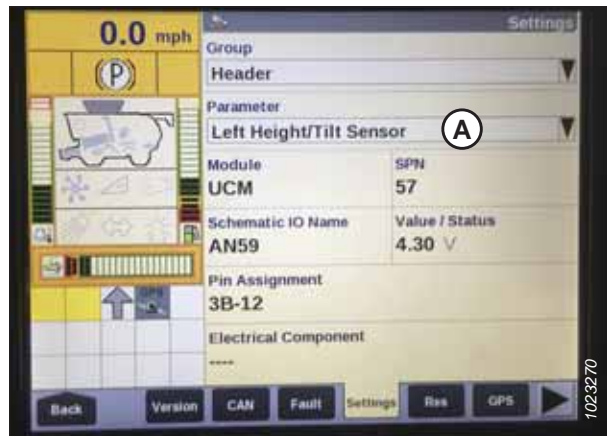 0.0 mph
Settings
(P)
Group
Header
Parameter
Left Height/Tilt Sensor
A
Module
SPN
UCM
57
Schematic IO Name
Value / Status
AN59
4.30 V
Pin Assignment
3B-12
Electrical Component
----
Back
Version
CAN
Fault
Settings
Res
GPS
1023270